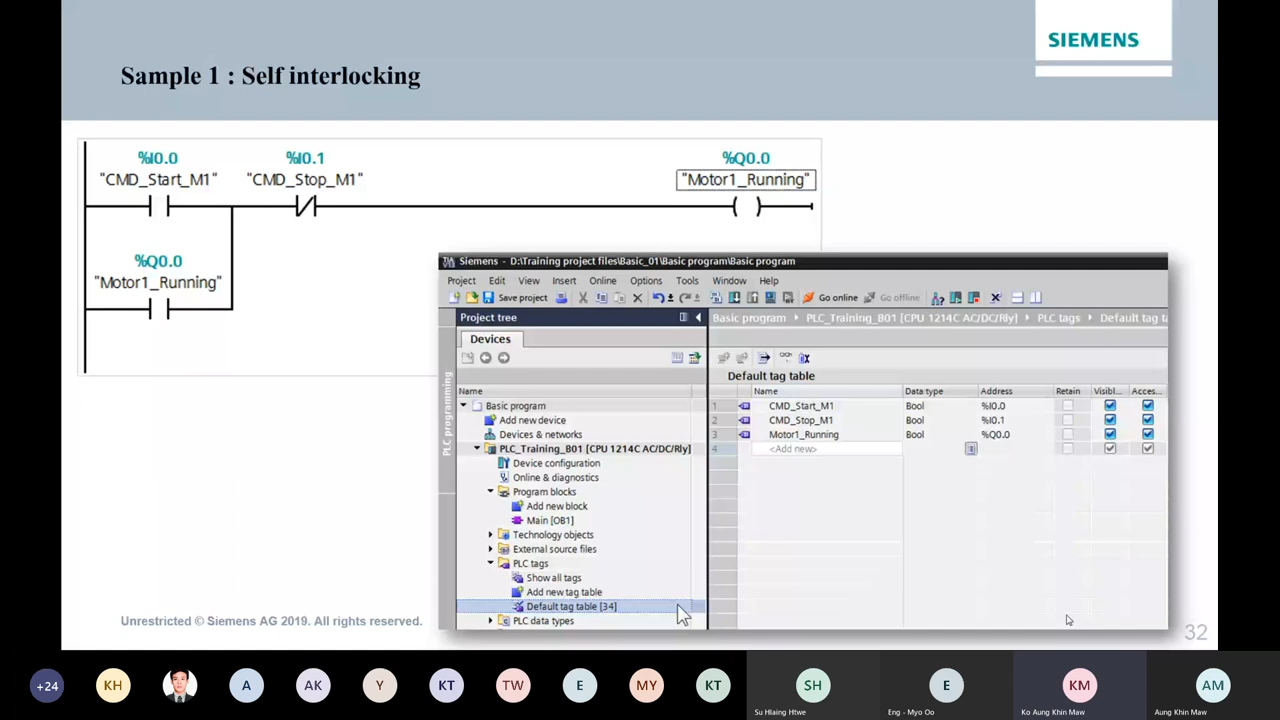 SIEMENS
Sample 1 : Self interlocking
%I0.0
"CMD_Start_M1"
%I0.1
"CMD_Stop_M1"
%Q0.0
"Motor1_Running"
%Q0.0
"Motor1_Running"
Siemens - D:\Training project files\Basic_01\Basic program\Basic program
Project Edit View Insert Online Options Tools Window Help
Save project Go online Go offline
Project tree
Basic program PLC_Training_B01 [CPU 1214C AC/DC/Rly] PLC tags Default tag ta
Devices
PLC programming
Name
Basic program
Add new device
Devices & networks
PLC_Training_B01 [CPU 1214C AC/DC/Rly]
Device configuration
Online & diagnostics
Program blocks
Add new block
Main [OB1]
Technology objects
External source files
PLC tags
Show all tags
Add new tag table
Default tag table [34]
PLC data types
Default tag table
Name Data type Address Retain Visibl... Acces...
1 CMD_Start_M1 Bool %I0.0
2 CMD_Stop_M1 Bool %I0.1
3 Motor1_Running Bool %Q0.0
4 <Add new>
Unrestricted © Siemens AG 2019. All rights reserved.
32
+24 KH A AK Y KT TW E MY KT SH E KM AM
Su Hlaing Htwe Eng - Myo Oo Ko Aung Khin Maw Aung Khin Maw